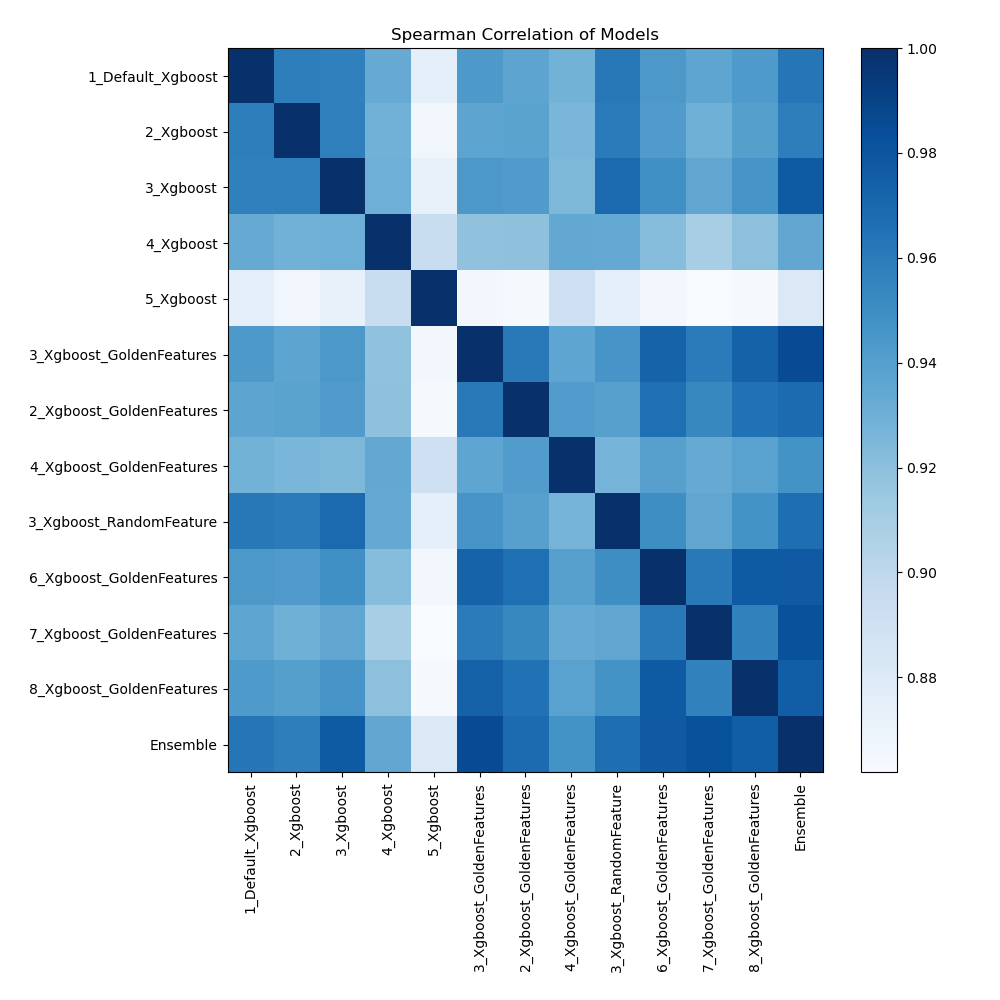 Spearman Correlation of Models
1_Default_Xgboost
2_Xgboost
3_Xgboost
4_Xgboost
5_Xgboost
3_Xgboost_GoldenFeatures
2_Xgboost_GoldenFeatures
4_Xgboost_GoldenFeatures
3_Xgboost_RandomFeature
6_Xgboost_GoldenFeatures
7_Xgboost_GoldenFeatures
8_Xgboost_GoldenFeatures
Ensemble
1_Default_Xgboost
2_Xgboost
3_Xgboost
4_Xgboost
5_Xgboost
3_Xgboost_GoldenFeatures
2_Xgboost_GoldenFeatures
4_Xgboost_GoldenFeatures
3_Xgboost_RandomFeature
6_Xgboost_GoldenFeatures
7_Xgboost_GoldenFeatures
8_Xgboost_GoldenFeatures
Ensemble
1.00
0.98
0.96
0.94
0.92
0.90
0.88